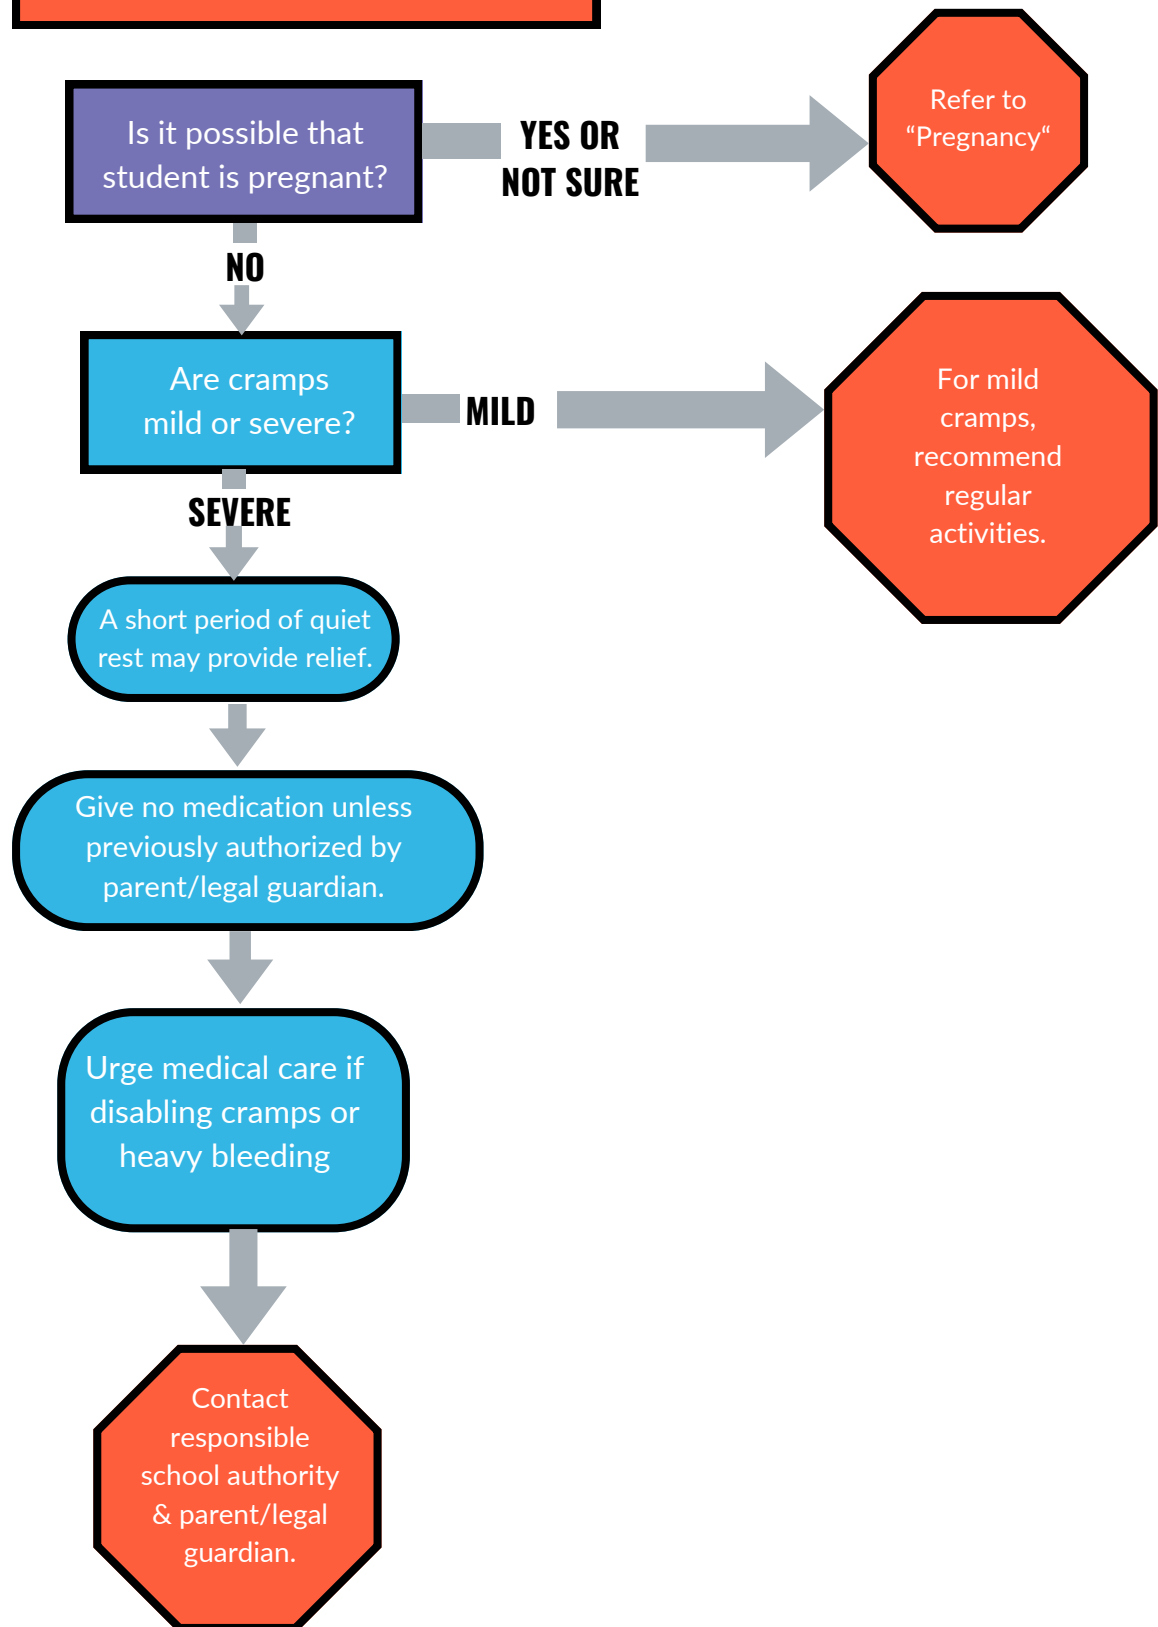 Is it possible that
student is pregnant?
YES OR
NOT SURE
Refer to
“Pregnancy“
NO
Are cramps
mild or severe?
MILD
For mild
cramps,
recommend
regular
activities.
SEVERE
A short period of quiet
rest may provide relief.
Give no medication unless
previously authorized by
parent/legal guardian.
Urge medical care if
disabling cramps or
heavy bleeding
Contact
responsible
school authority
& parent/legal
guardian.